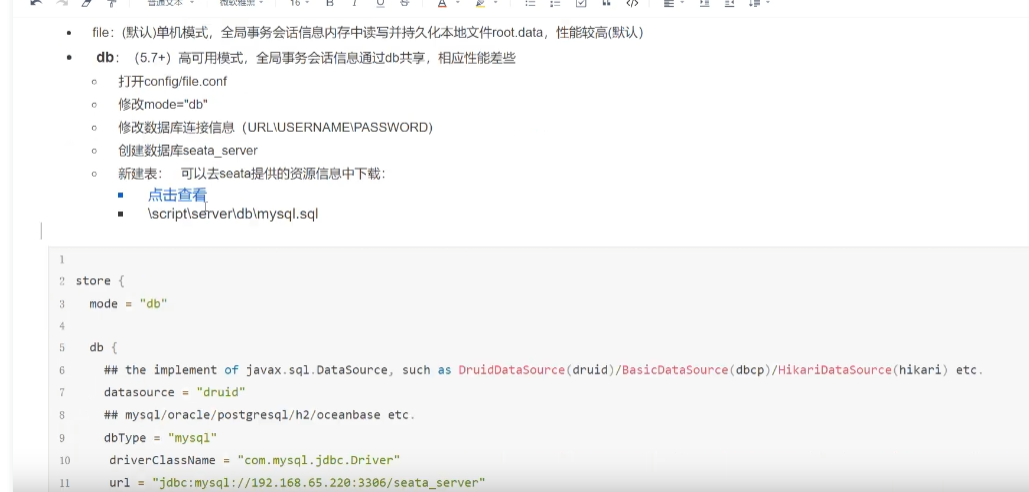 普通文本 微软雅黑 16 B I U S A
file：(默认)单机模式，全局事务会话信息内存中读写并持久化本地文件root.data，性能较高(默认)
db：（5.7+）高可用模式，全局事务会话信息通过db共享，相应性能差些
打开config/file.conf
修改mode="db"
修改数据库连接信息（URL\USERNAME\PASSWORD)
创建数据库seata_server
新建表： 可以去seata提供的资源信息中下载：
点击查看
\script\server\db\mysql.sql
1
2 store {
3 mode = "db"
4
5 db {
6 ## the implement of javax.sql.DataSource, such as DruidDataSource(druid)/BasicDataSource(dbcp)/HikariDataSource(hikari) etc.
7 datasource = "druid"
8 ## mysql/oracle/postgresql/h2/oceanbase etc.
9 dbType = "mysql"
10 driverClassName = "com.mysql.jdbc.Driver"
11 url = "jdbc:mysql://192.168.65.220:3306/seata_server"